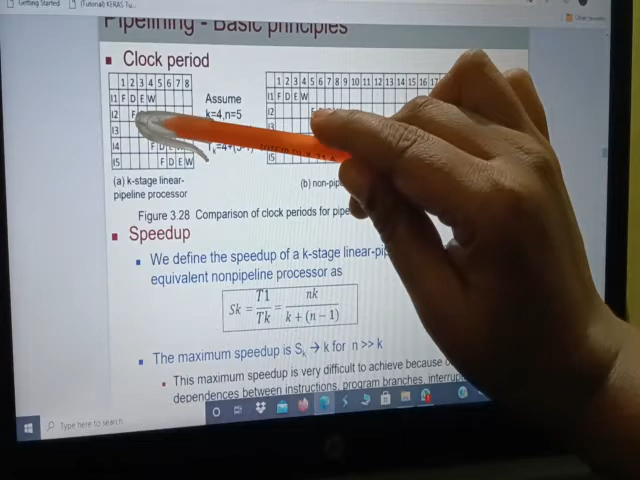 Getting Started (Tutorial) KERAS Tu...
Pipelining - Basic principles
Clock period
1 2 3 4 5 6 7 8
I1 F D E W
I2 F
I3
I4 F D
I5 F D E W
Assume
k=4,n=5
1 2 3 4 5 6 7 8 9 10 11 12 13 14 15 16 17
I1 F D E W
I2
I3
I5
(a) k-stage linear-
pipeline processor
(b) non-pip
Figure 3.28 Comparison of clock periods for pipe
Speedup
We define the speedup of a k-stage linear-pip
equivalent nonpipeline processor as
Sk = T1/Tk = nk/k + (n − 1)
The maximum speedup is Sk → k for n >> k
This maximum speedup is very difficult to achieve because
dependences between instructions, program branches, interrup
Type here to search